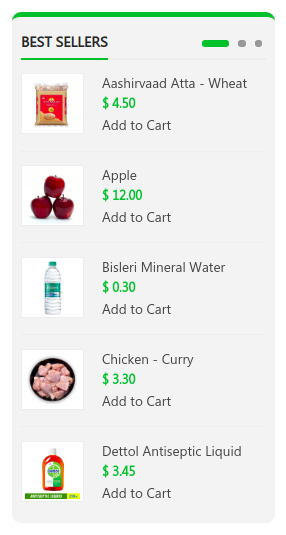 BEST SELLERS
Aashirvaad Atta - Wheat
$ 4.50
Add to Cart
Apple
$ 12.00
Add to Cart
Bisleri Mineral Water
$ 0.30
Add to Cart
Chicken - Curry
$ 3.30
Add to Cart
Dettol Antiseptic Liquid
$ 3.45
Add to Cart
ANTISEPTIC LIQUID